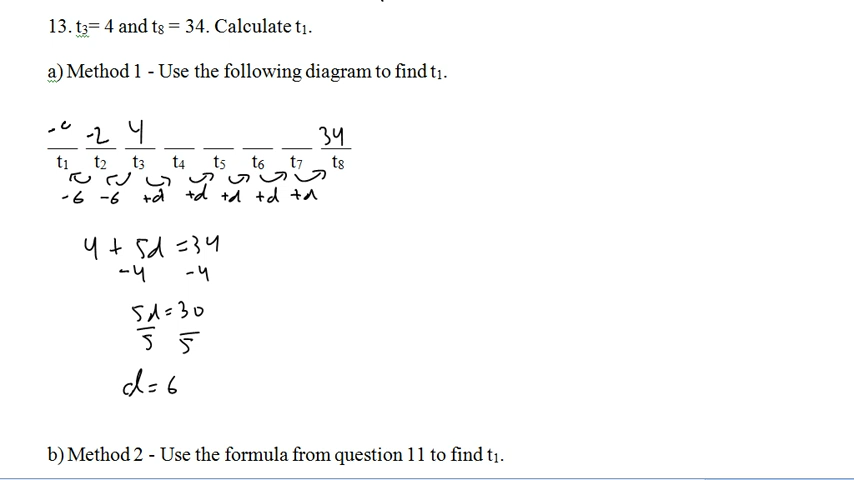 13. t3= 4 and t8 = 34. Calculate t1.
a) Method 1 - Use the following diagram to find t1.
-2 4 34
t1 t2 t3 t4 t5 t6 t7 t8
-6 -6 +d +d +d +d +d
4 + 5d = 34
-4 -4
5d = 30
5 5
d = 6
b) Method 2 - Use the formula from question 11 to find t1.